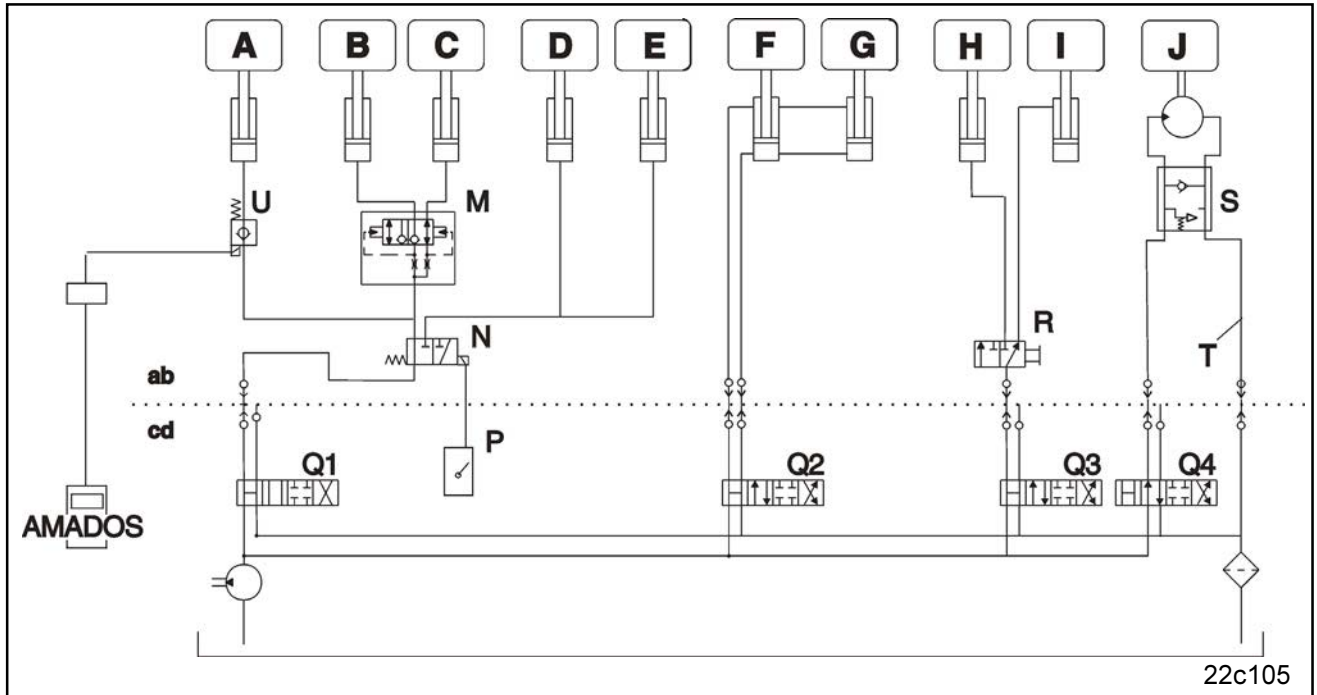 A B C D E F G H I J
U M S
N R T
ab
cd
P
Q1 Q2 Q3 Q4
AMADOS
22c105